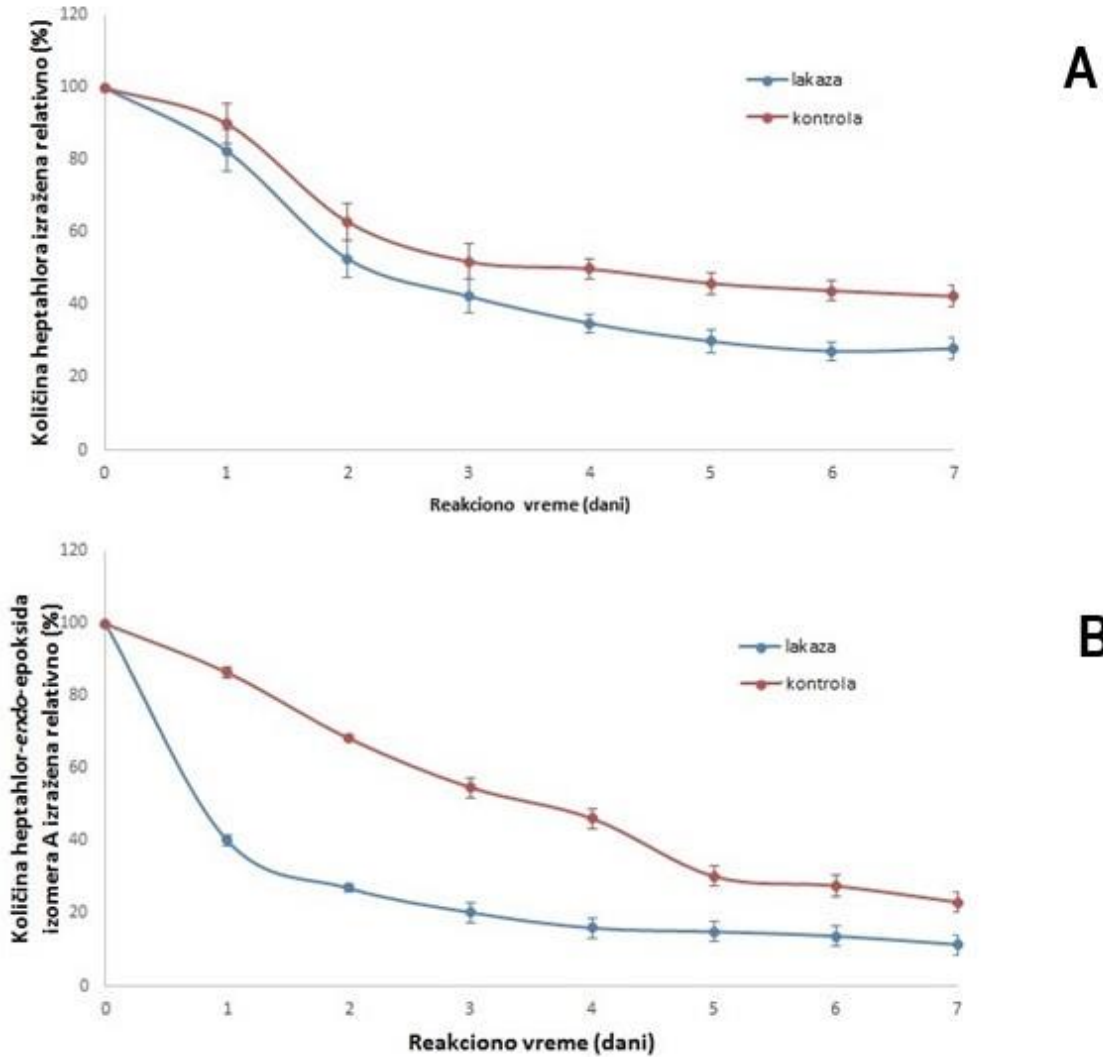 Količina heptahlora izražena relativno (%)
120
100
80
60
40
20
0
0 1 2 3 4 5 6 7
Reakciono vreme (dani)
lakaza
kontrola
A
Količina heptahlor-endo-epoksida
izomera A izražena relativno (%)
120
100
80
60
40
20
0
0 1 2 3 4 5 6 7
Reakciono vreme (dani)
lakaza
kontrola
B